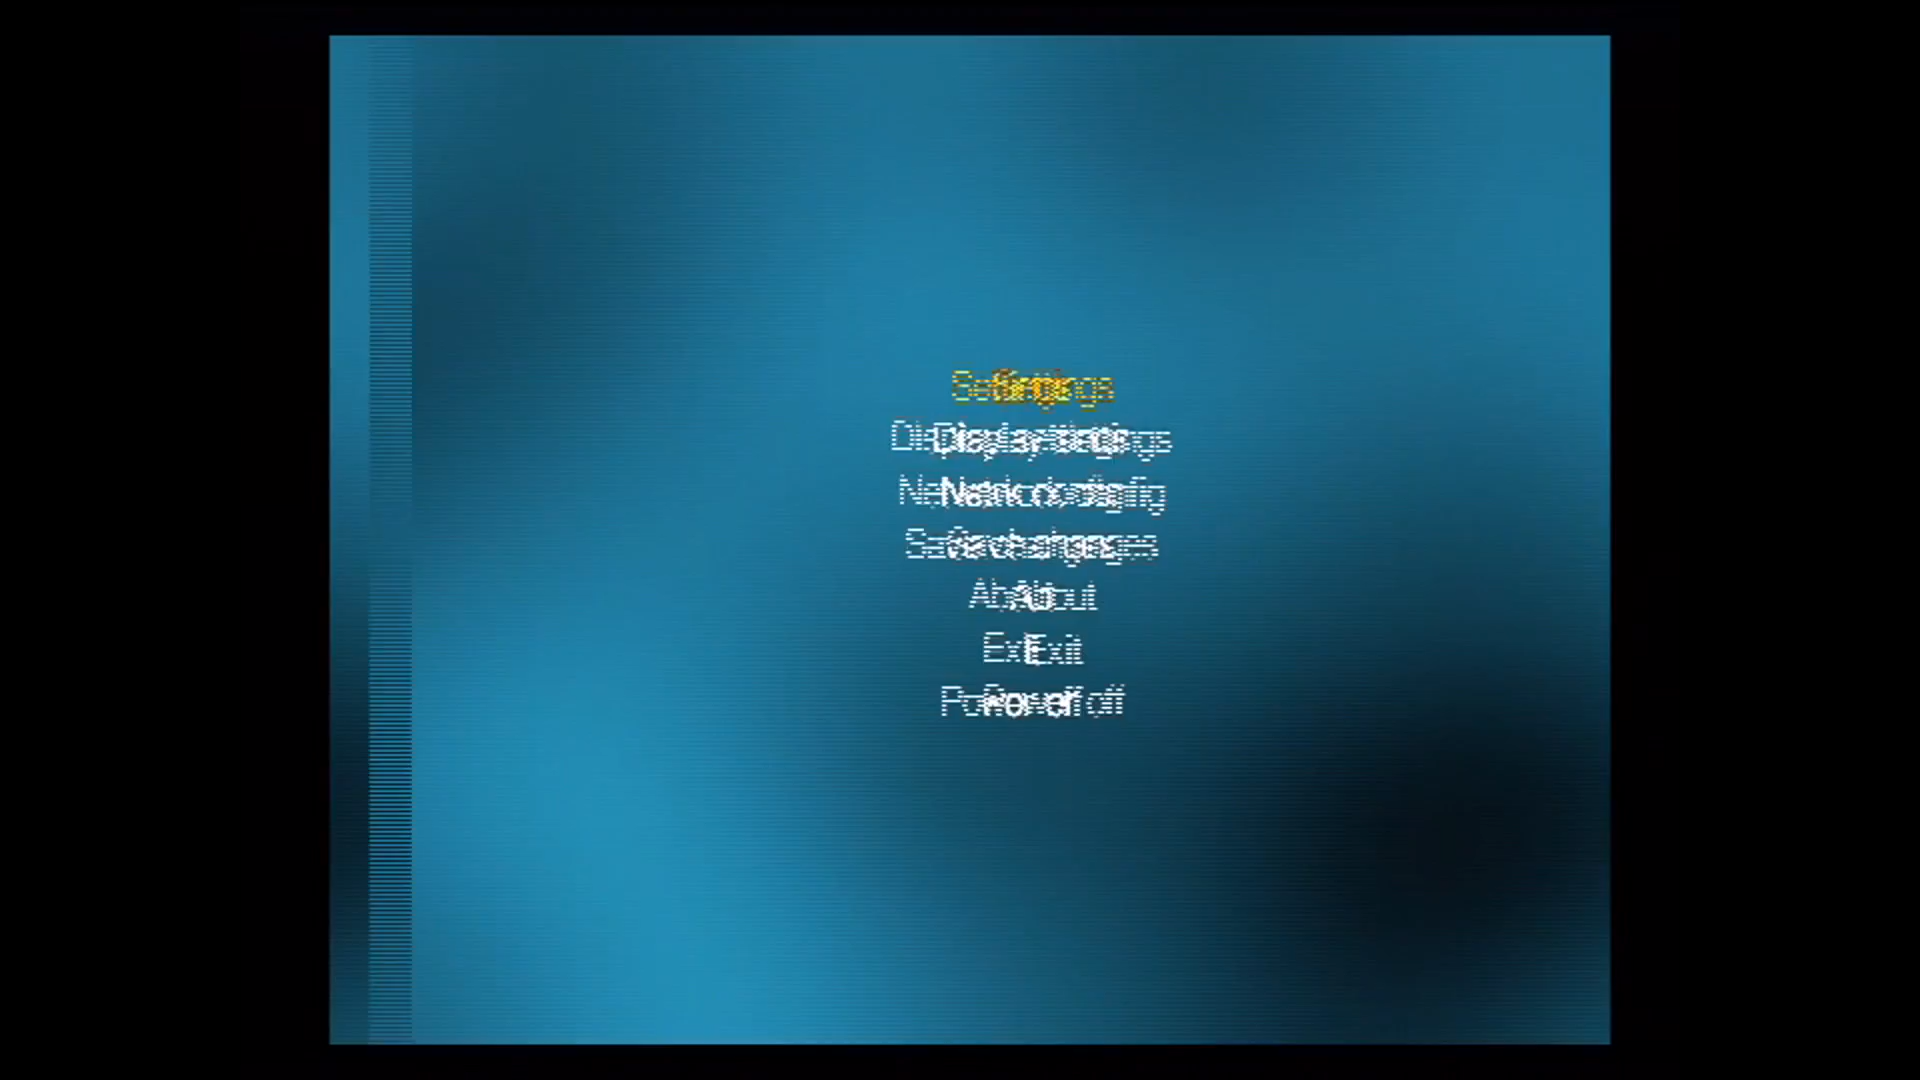 Settings
Display settings
Network config
Save changes
About
Exit
Power off